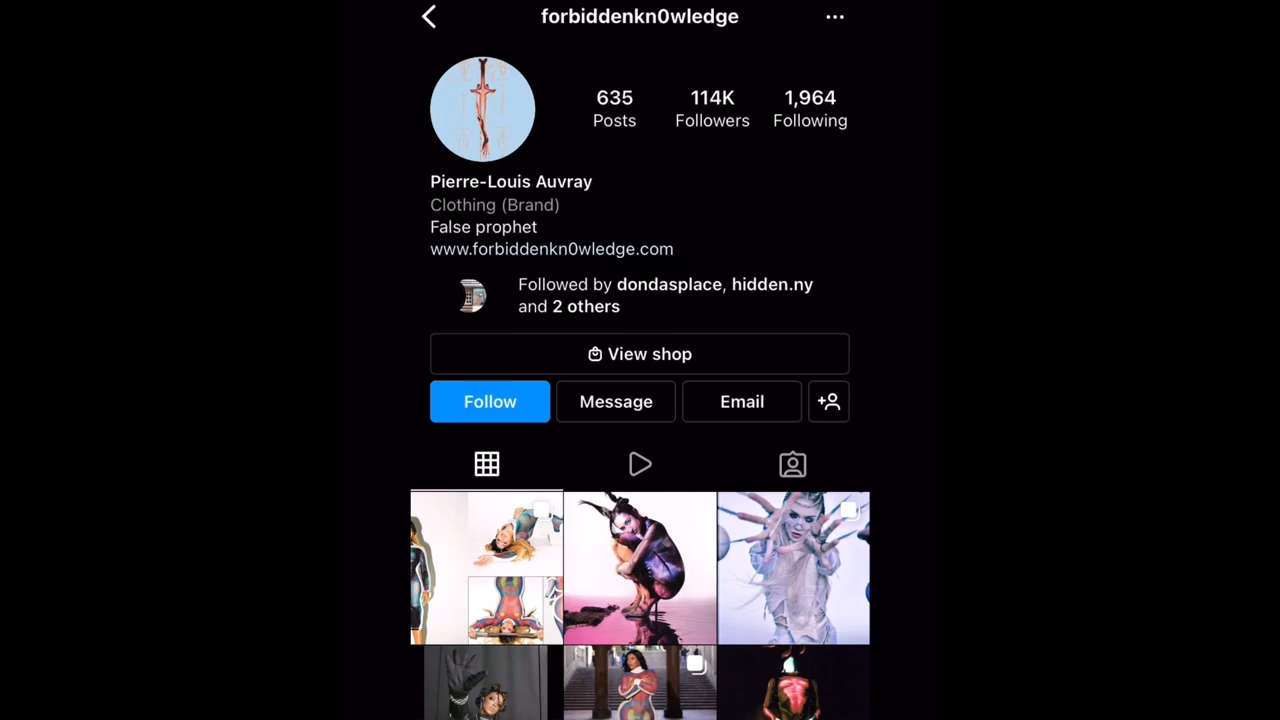 forbiddenkn0wledge
635
Posts
114K
Followers
1,964
Following
Pierre-Louis Auvray
Clothing (Brand)
False prophet
www.forbiddenkn0wledge.com
Followed by dondasplace, hidden.ny
and 2 others
View shop
Follow
Message
Email